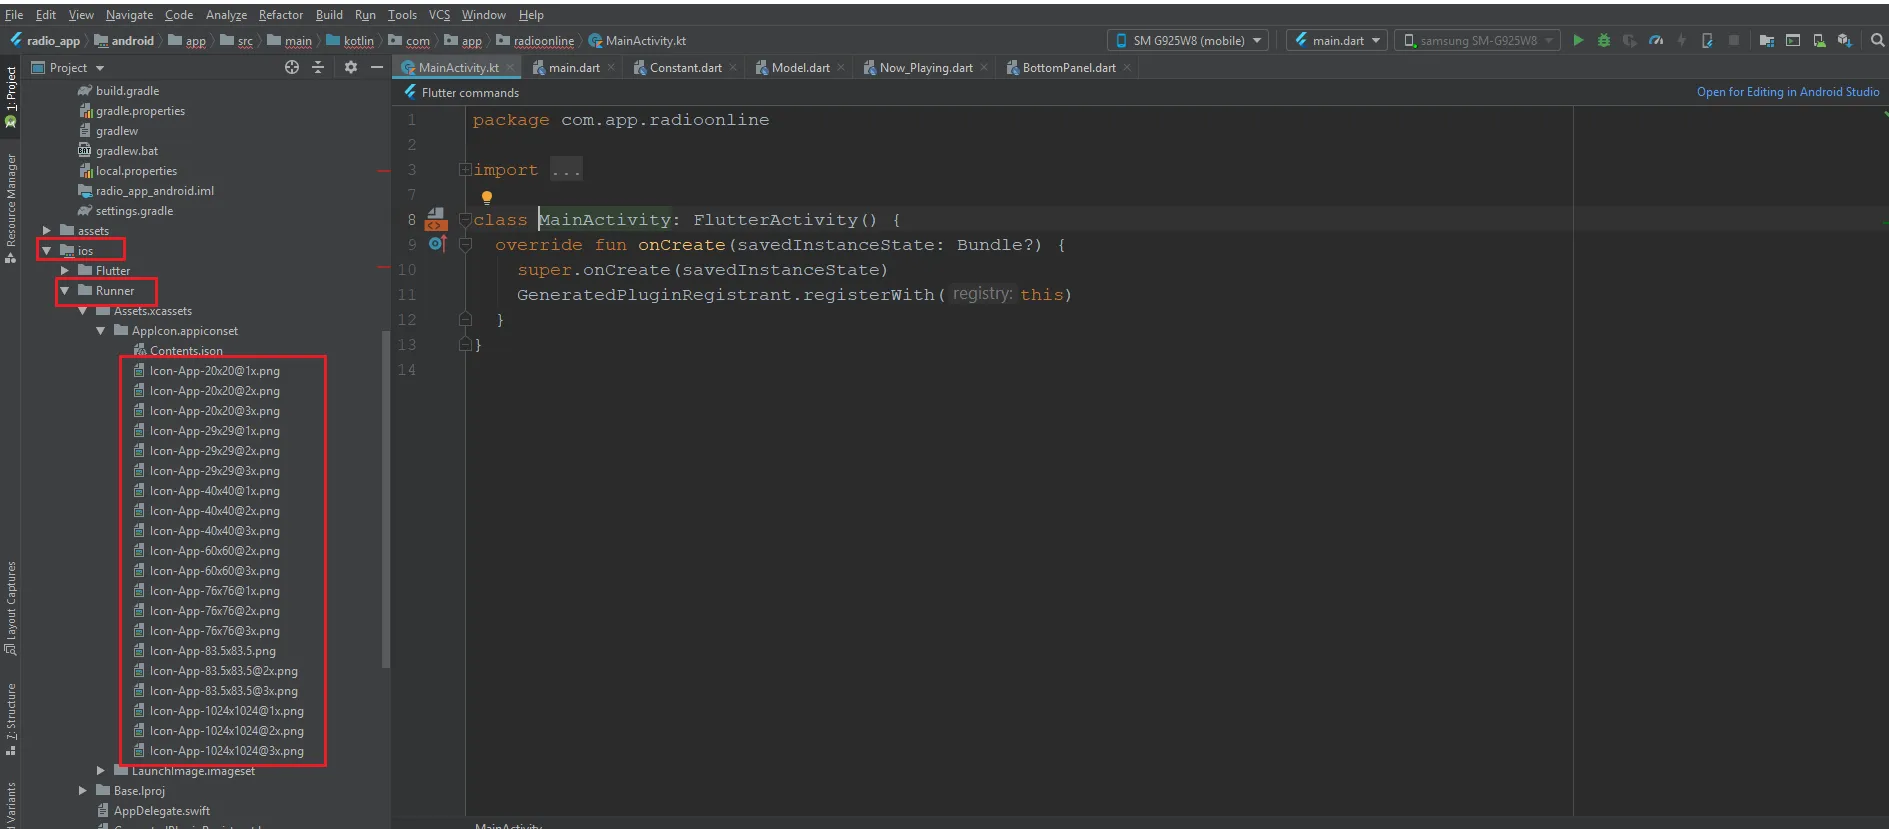 File Edit View Navigate Code Analyze Refactor Build Run Tools VCS Window Help
radio_app android app src main kotlin com app radioonline MainActivity.kt SM G925W8 (mobile) main.dart samsung SM-G925W8
Project
MainActivity.kt main.dart Constant.dart Model.dart Now_Playing.dart BottomPanel.dart
Flutter commands Open for Editing in Android Studio
1: Project
Resource Manager
Layout Captures
7: Structure
Variants
build.gradle
gradle.properties
gradlew
gradlew.bat
local.properties
radio_app_android.iml
settings.gradle
assets
ios
Flutter
Runner
Assets.xcassets
AppIcon.appiconset
Contents.json
Icon-App-20x20@1x.png
Icon-App-20x20@2x.png
Icon-App-20x20@3x.png
Icon-App-29x29@1x.png
Icon-App-29x29@2x.png
Icon-App-29x29@3x.png
Icon-App-40x40@1x.png
Icon-App-40x40@2x.png
Icon-App-40x40@3x.png
Icon-App-60x60@2x.png
Icon-App-60x60@3x.png
Icon-App-76x76@1x.png
Icon-App-76x76@2x.png
Icon-App-76x76@3x.png
Icon-App-83.5x83.5.png
Icon-App-83.5x83.5@2x.png
Icon-App-83.5x83.5@3x.png
Icon-App-1024x1024@1x.png
Icon-App-1024x1024@2x.png
Icon-App-1024x1024@3x.png
LaunchImage.imageset
Base.lproj
AppDelegate.swift
1 package com.app.radioonline
2
3 import ...
7
8 class MainActivity: FlutterActivity() {
9 override fun onCreate(savedInstanceState: Bundle?) {
10 super.onCreate(savedInstanceState)
11 GeneratedPluginRegistrant.registerWith( registry: this)
12 }
13 }
14
MainActivity